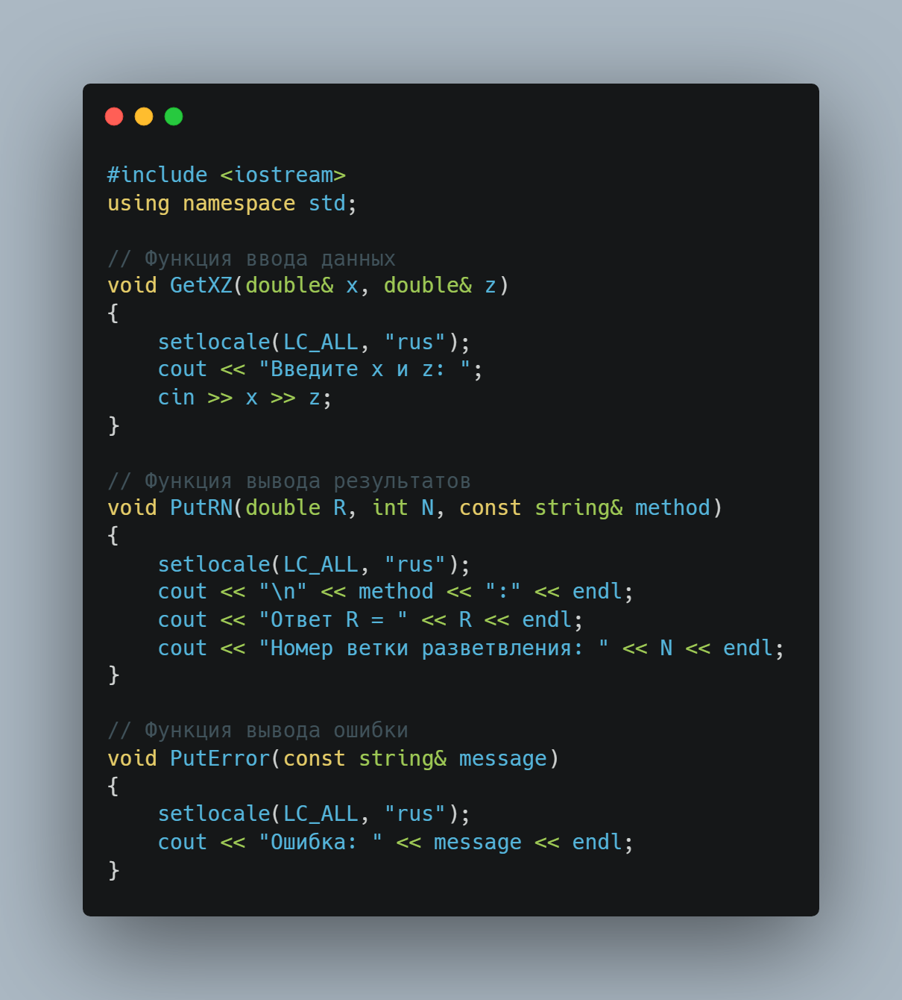 #include <iostream>
using namespace std;
// Функция ввода данных
void GetXZ(double& x, double& z)
{
    setlocale(LC_ALL, "rus");
    cout << "Введите x и z: ";
    cin >> x >> z;
}
// Функция вывода результатов
void PutRN(double R, int N, const string& method)
{
    setlocale(LC_ALL, "rus");
    cout << "\n" << method << ":" << endl;
    cout << "Ответ R = " << R << endl;
    cout << "Номер ветки разветвления: " << N << endl;
}
// Функция вывода ошибки
void PutError(const string& message)
{
    setlocale(LC_ALL, "rus");
    cout << "Ошибка: " << message << endl;
}